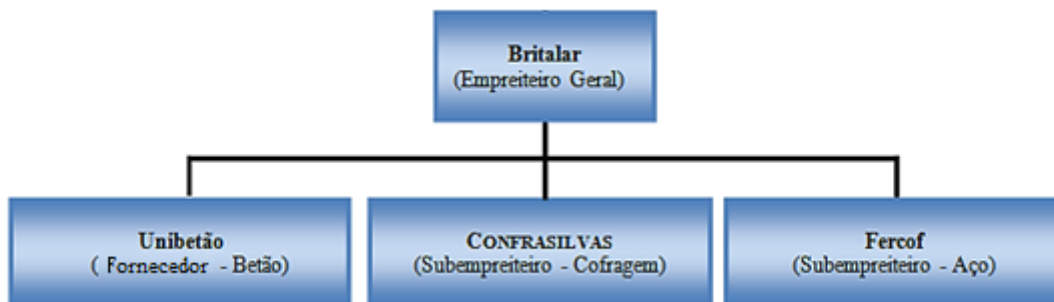 Britalar
(Empreiteiro Geral)
Unibetão
( Fornecedor - Betão)
CONFRASILVAS
(Subempreiteiro - Cofragem)
Fercof
(Subempreiteiro - Aço)